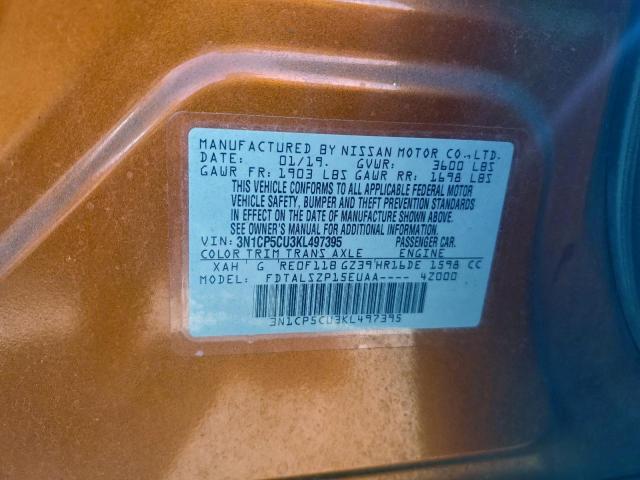 MANUFACTURED BY NISSAN MOTOR CO.,LTD.
DATE: 01/19. GVWR: 3600 LBS
GAWR FR: 1903 LBS GAWR RR: 1698 LBS
THIS VEHICLE CONFORMS TO ALL APPLICABLE FEDERAL MOTOR
VEHICLE SAFETY, BUMPER AND THEFT PREVENTION STANDARDS
IN EFFECT ON THE DATE OF MANUFACTURE SHOWN ABOVE.
SEE OWNER'S MANUAL FOR ADDITIONAL INFORMATION.
VIN: 3N1CP5CU3KL497395 PASSENGER CAR.
COLOR TRIM TRANS AXLE ENGINE
XAH G RE0F11B GZ39 HR16DE 1598 CC
MODEL: FDTALSZP15EUAA---- 42000
3N1CP5CU3KL497395